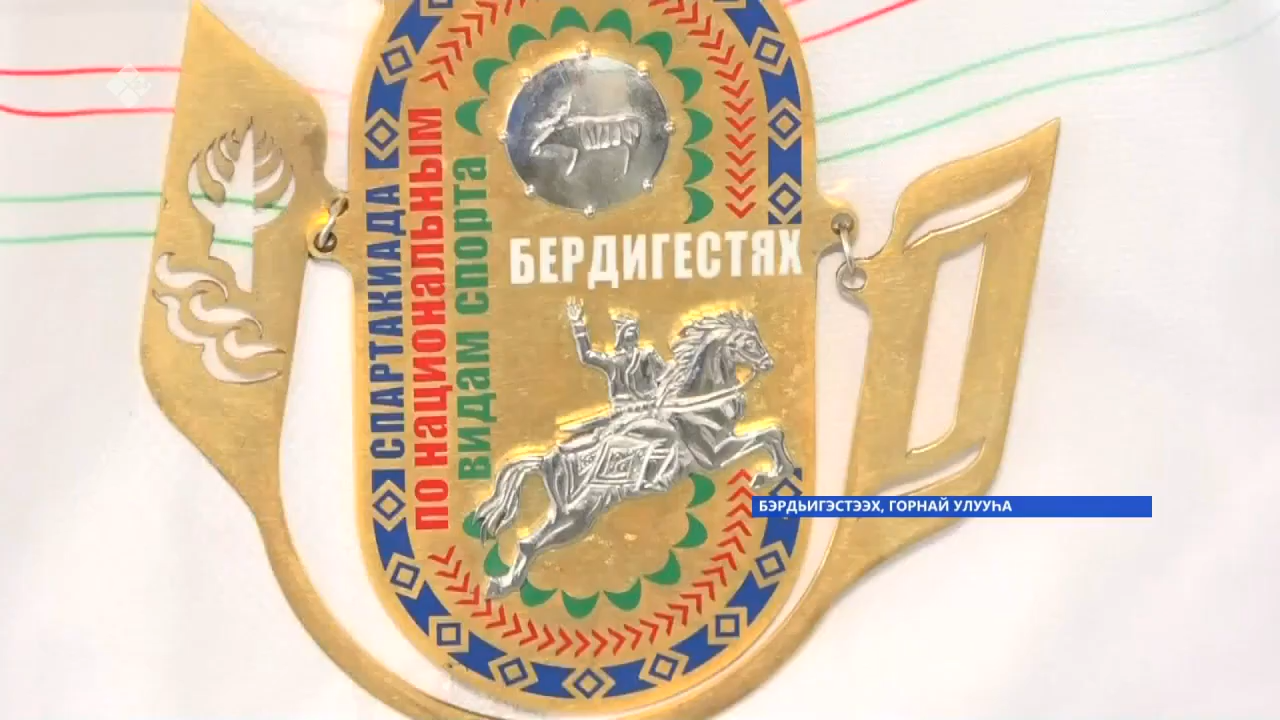 СПАРТАКИАДА
ПО НАЦИОНАЛЬНЫМ
ВИДАМ СПОРТА
БЕРДИГЕСТЯХ
БЭРДЬИГЭСТЭЭХ, ГОРНАЙ УЛУУҺА